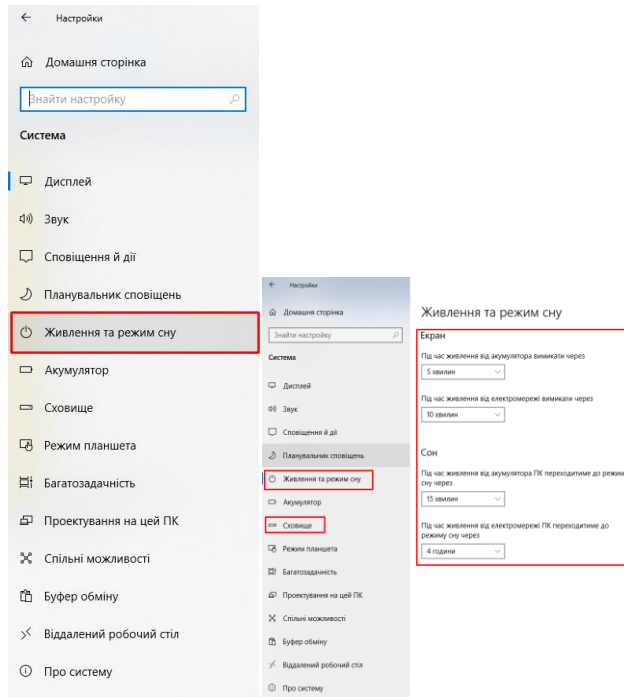 Настройки
Домашня сторінка
Знайти настройку
Система
Дисплей
Звук
Сповіщення й дії
Планувальник сповіщень
Живлення та режим сну
Акумулятор
Сховище
Режим планшета
Багатозадачність
Проектування на цей ПК
Спільні можливості
Буфер обміну
Віддалений робочий стіл
Про систему
Настройки
Домашня сторінка
Знайти настройку
Система
Дисплей
Звук
Сповіщення й дії
Планувальник сповіщень
Живлення та режим сну
Акумулятор
Сховище
Режим планшета
Багатозадачність
Проектування на цей ПК
Спільні можливості
Буфер обміну
Віддалений робочий стіл
Про систему
Живлення та режим сну
Екран
Під час живлення від акумулятора вимикати через
5 хвилин
Під час живлення від електромережі вимикати через
10 хвилин
Сон
Під час живлення від акумулятора ПК переходитиме до режиму
сну через
15 хвилин
Під час живлення від електромережі ПК переходитиме до
режиму сну через
4 години